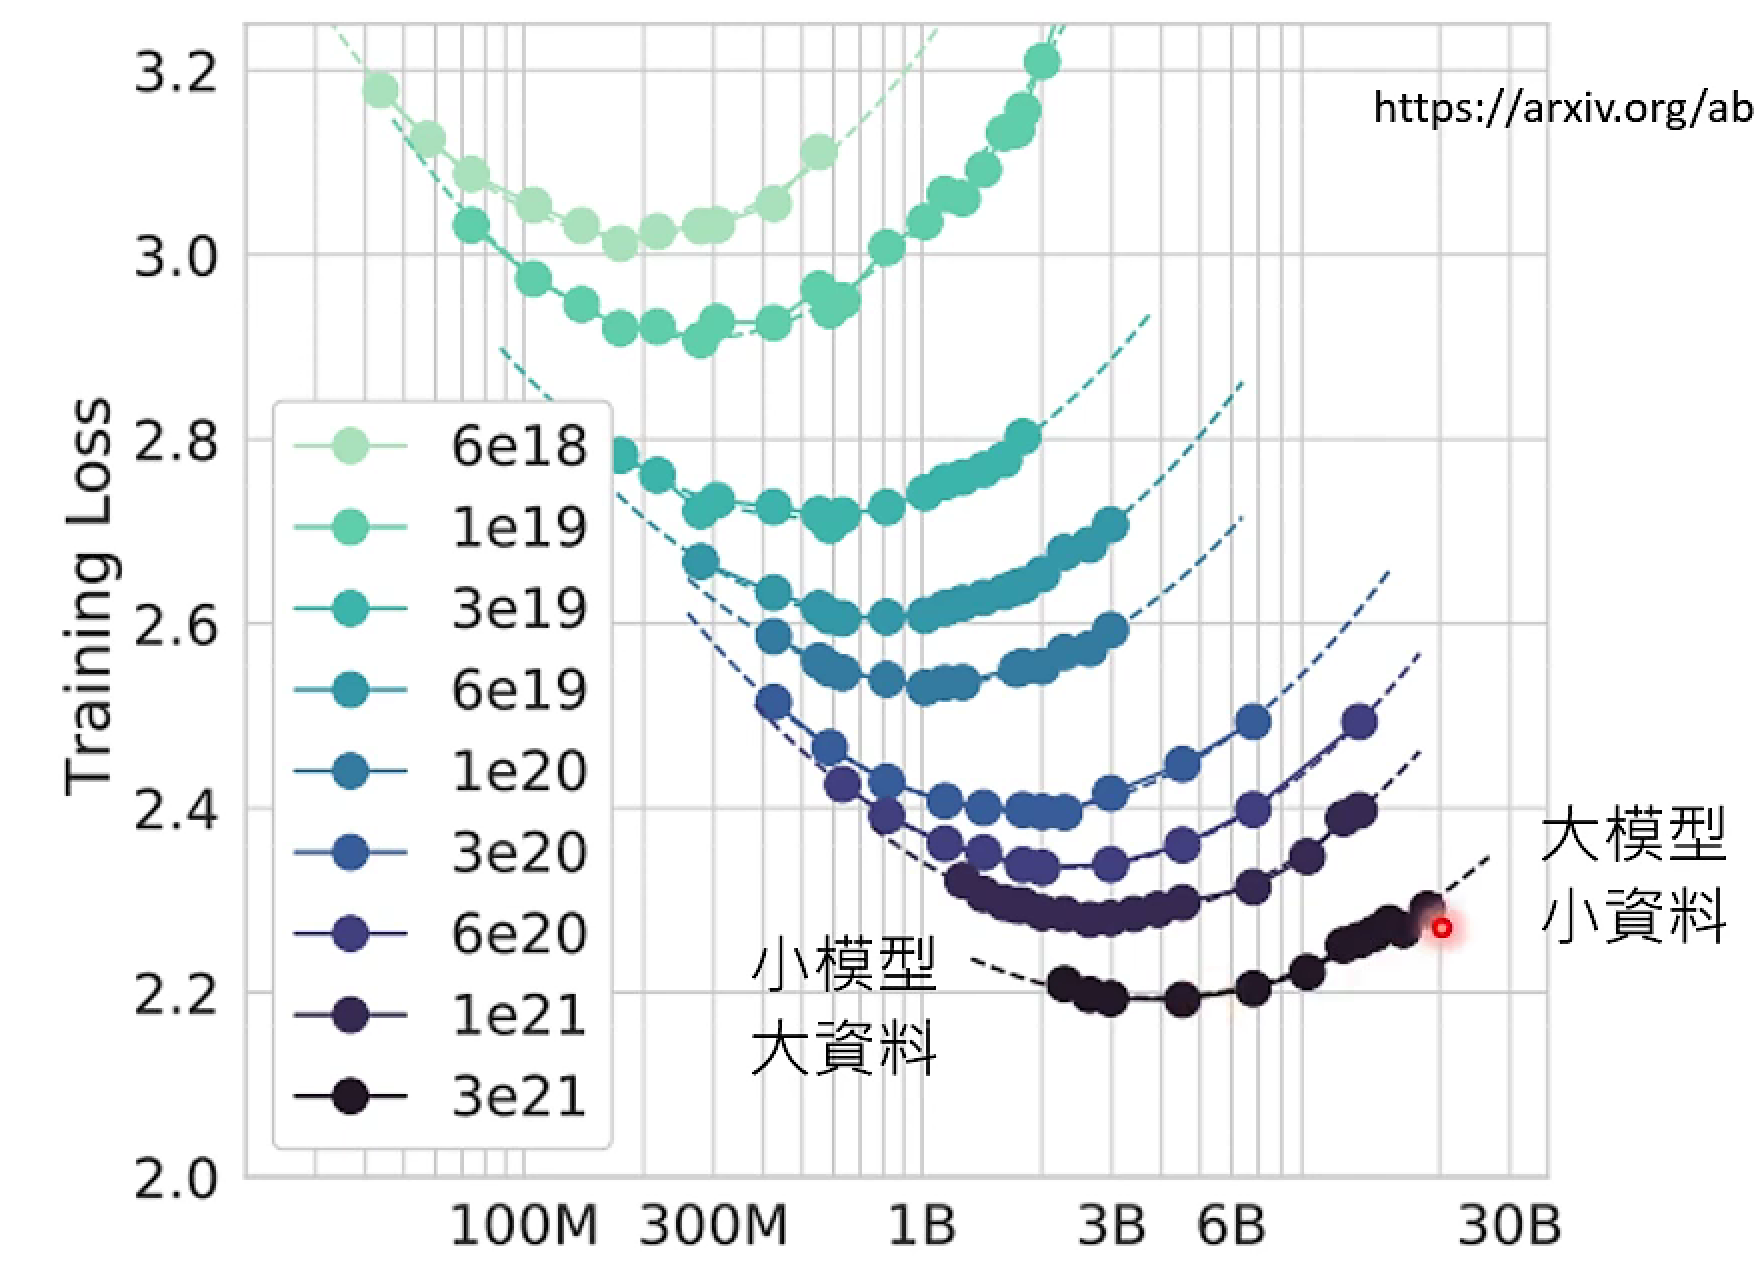 https://arxiv.org/ab
3.2
3.0
2.8
2.6
2.4
2.2
2.0
Training Loss
6e18
1e19
3e19
6e19
1e20
3e20
6e20
1e21
3e21
小模型
大資料
大模型
小資料
100M 300M 1B 3B 6B 30B